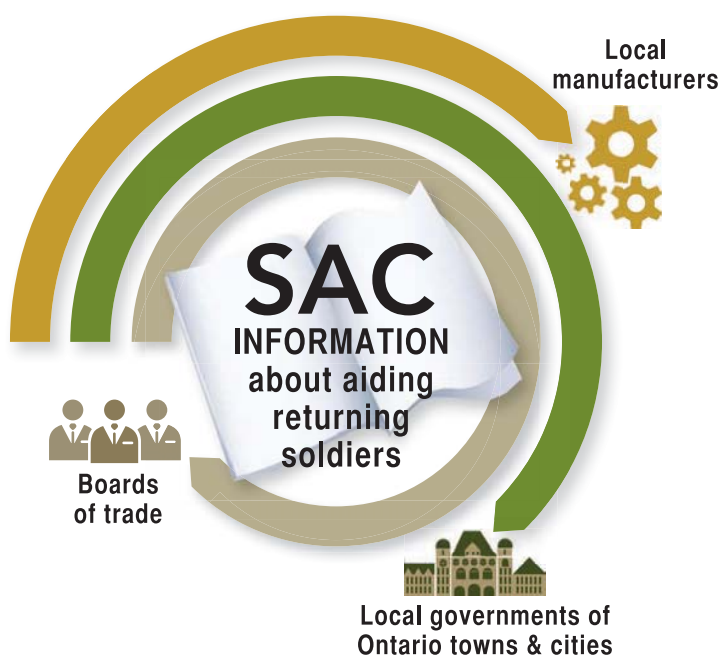 Local
manufacturers
SAC
INFORMATION
about aiding
returning
soldiers
Boards
of trade
Local governments of
Ontario towns & cities